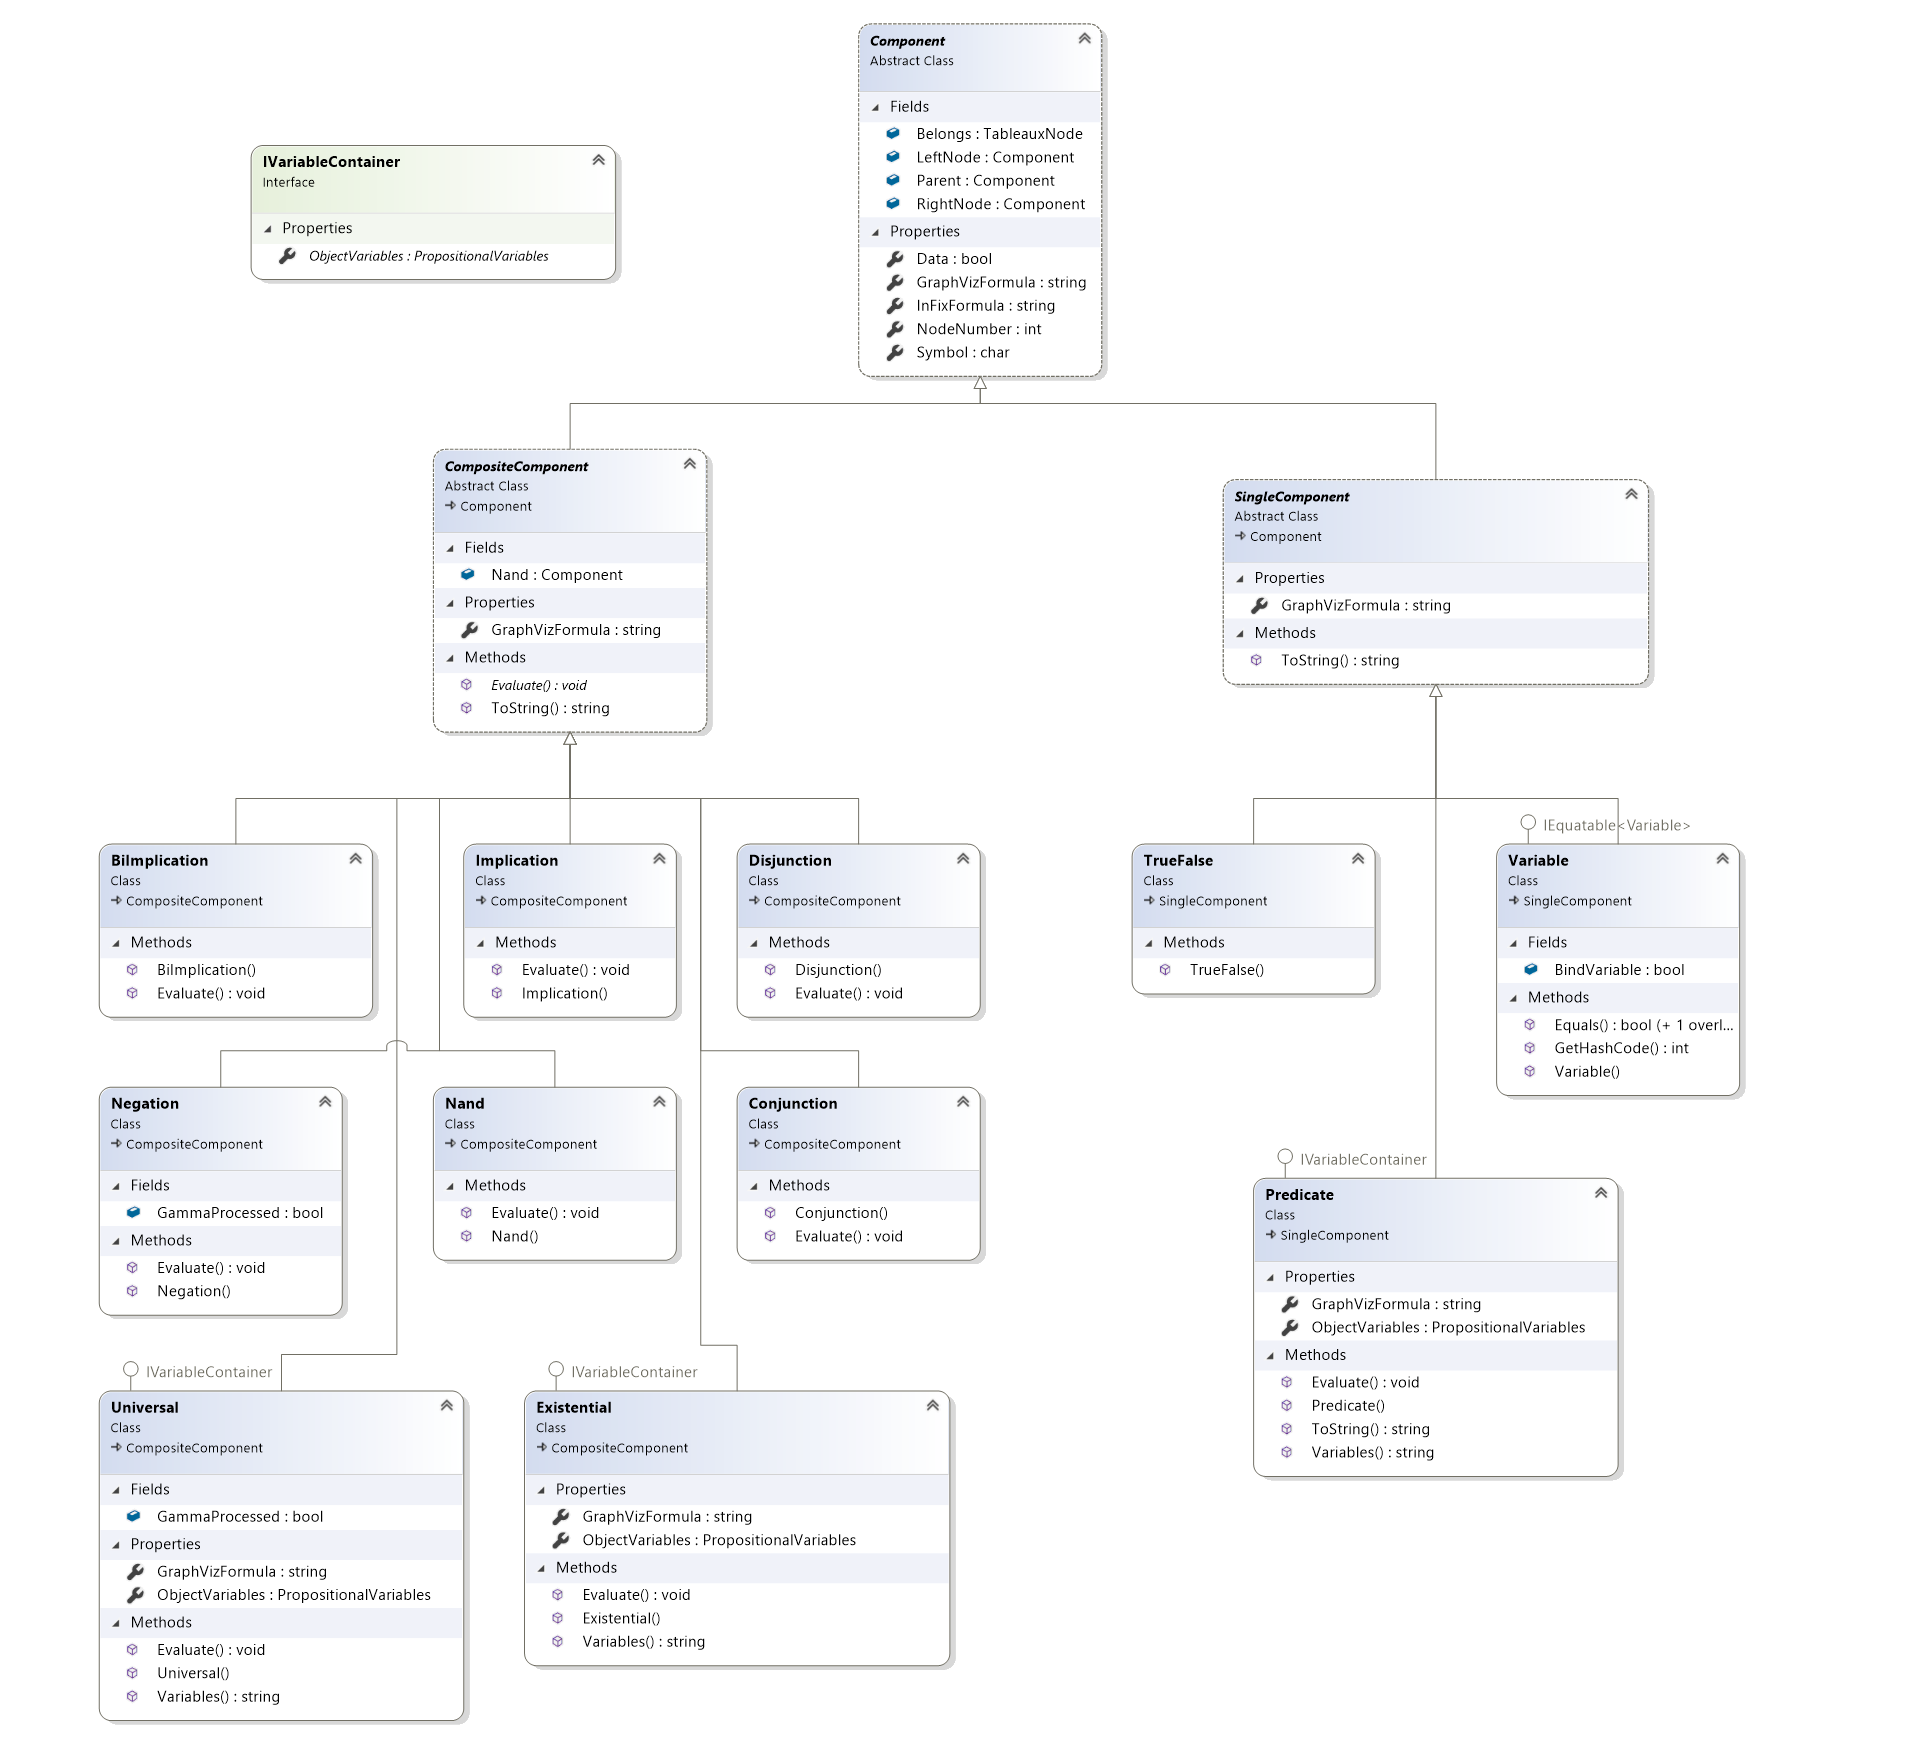 Component
Abstract Class
Fields
Belongs : TableauxNode
LeftNode : Component
Parent : Component
RightNode : Component
Properties
Data : bool
GraphVizFormula : string
InFixFormula : string
NodeNumber : int
Symbol : char
IVariableContainer
Interface
Properties
ObjectVariables : PropositionalVariables
CompositeComponent
Abstract Class
Component
Fields
Nand : Component
Properties
GraphVizFormula : string
Methods
Evaluate() : void
ToString() : string
SingleComponent
Abstract Class
Component
Properties
GraphVizFormula : string
Methods
ToString() : string
BiImplication
Class
CompositeComponent
Methods
BiImplication()
Evaluate() : void
Implication
Class
CompositeComponent
Methods
Evaluate() : void
Implication()
Disjunction
Class
CompositeComponent
Methods
Disjunction()
Evaluate() : void
TrueFalse
Class
SingleComponent
Methods
TrueFalse()
IEquatable<Variable>
Variable
Class
SingleComponent
Fields
BindVariable : bool
Methods
Equals() : bool (+ 1 overl...
GetHashCode() : int
Variable()
Negation
Class
CompositeComponent
Fields
GammaProcessed : bool
Methods
Evaluate() : void
Negation()
Nand
Class
CompositeComponent
Methods
Evaluate() : void
Nand()
Conjunction
Class
CompositeComponent
Methods
Conjunction()
Evaluate() : void
IVariableContainer
Predicate
Class
SingleComponent
Properties
GraphVizFormula : string
ObjectVariables : PropositionalVariables
Methods
Evaluate() : void
Predicate()
ToString() : string
Variables() : string
IVariableContainer
Universal
Class
CompositeComponent
Fields
GammaProcessed : bool
Properties
GraphVizFormula : string
ObjectVariables : PropositionalVariables
Methods
Evaluate() : void
Universal()
Variables() : string
IVariableContainer
Existential
Class
CompositeComponent
Properties
GraphVizFormula : string
ObjectVariables : PropositionalVariables
Methods
Evaluate() : void
Existential()
Variables() : string